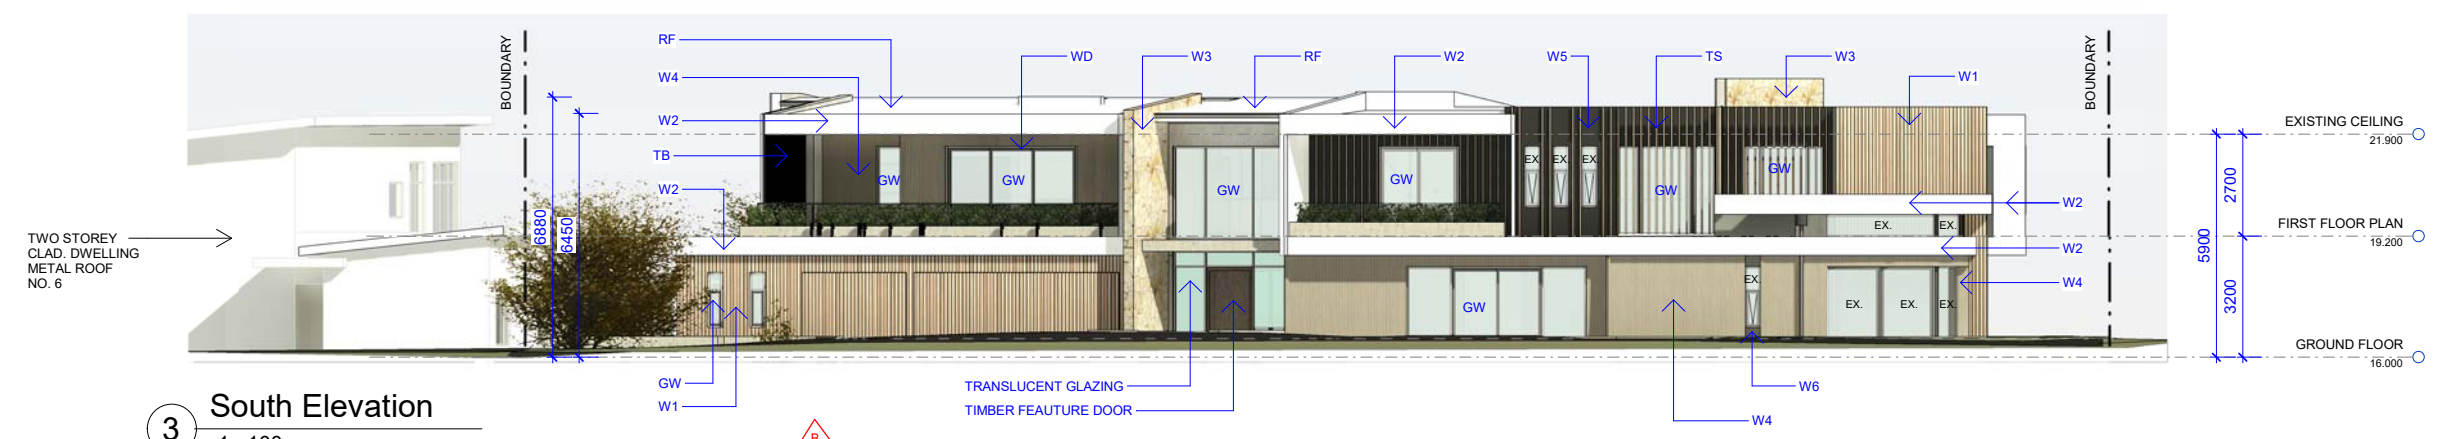 RF
WD
W3
RF
W2
W5
TS
W3
W1
W4
BOUNDARY
BOUNDARY
W2
EXISTING CEILING
21.900
TB
EX.
EX.
EX.
GW
GW
GW
GW
GW
GW
W2
2700
W2
TWO STOREY
CLAD. DWELLING
METAL ROOF
NO. 6
6880
6450
EX.
EX.
FIRST FLOOR PLAN
19.200
5900
W2
W4
EX.
GW
EX.
EX.
EX.
3200
GROUND FLOOR
16.000
GW
TRANSLUCENT GLAZING
W6
W1
TIMBER FEAUTURE DOOR
W4
3
South Elevation